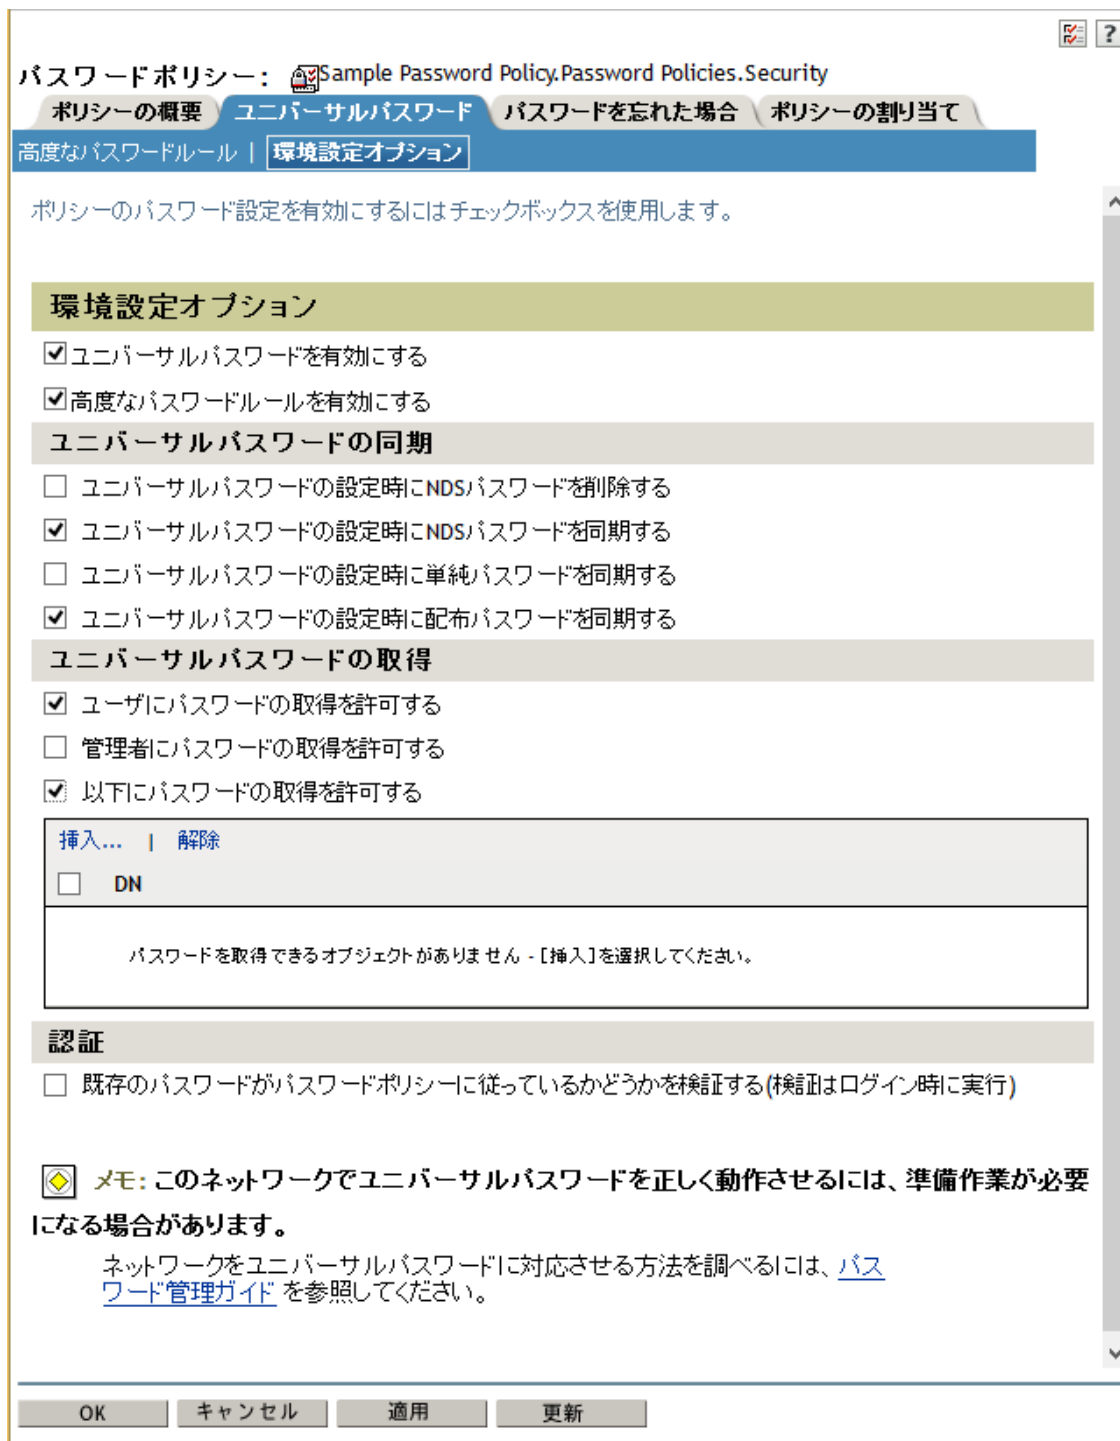 ?
パスワードポリシー: Sample Password Policy.Password Policies.Security
ポリシーの概要 ユニバーサルパスワード パスワードを忘れた場合 ポリシーの割り当て
高度なパスワードルール | 環境設定オプション
ポリシーのパスワード設定を有効にするにはチェックボックスを使用します。
環境設定オプション
ユニバーサルパスワードを有効にする
高度なパスワードルールを有効にする
ユニバーサルパスワードの同期
ユニバーサルパスワードの設定時にNDSパスワードを削除する
ユニバーサルパスワードの設定時にNDSパスワードを同期する
ユニバーサルパスワードの設定時に単純パスワードを同期する
ユニバーサルパスワードの設定時に配布パスワードを同期する
ユニバーサルパスワードの取得
ユーザにパスワードの取得を許可する
管理者にパスワードの取得を許可する
以下にパスワードの取得を許可する
挿入... | 解除
DN
パスワードを取得できるオブジェクトがありません - [挿入]を選択してください。
認証
既存のパスワードがパスワードポリシーに従っているかどうかを検証する(検証はログイン時に実行)
メモ: このネットワークでユニバーサルパスワードを正しく動作させるには、準備作業が必要
になる場合があります。
ネットワークをユニバーサルパスワードに対応させる方法を調べるには、パス
ワード管理ガイド を参照してください。
OK キャンセル 適用 更新